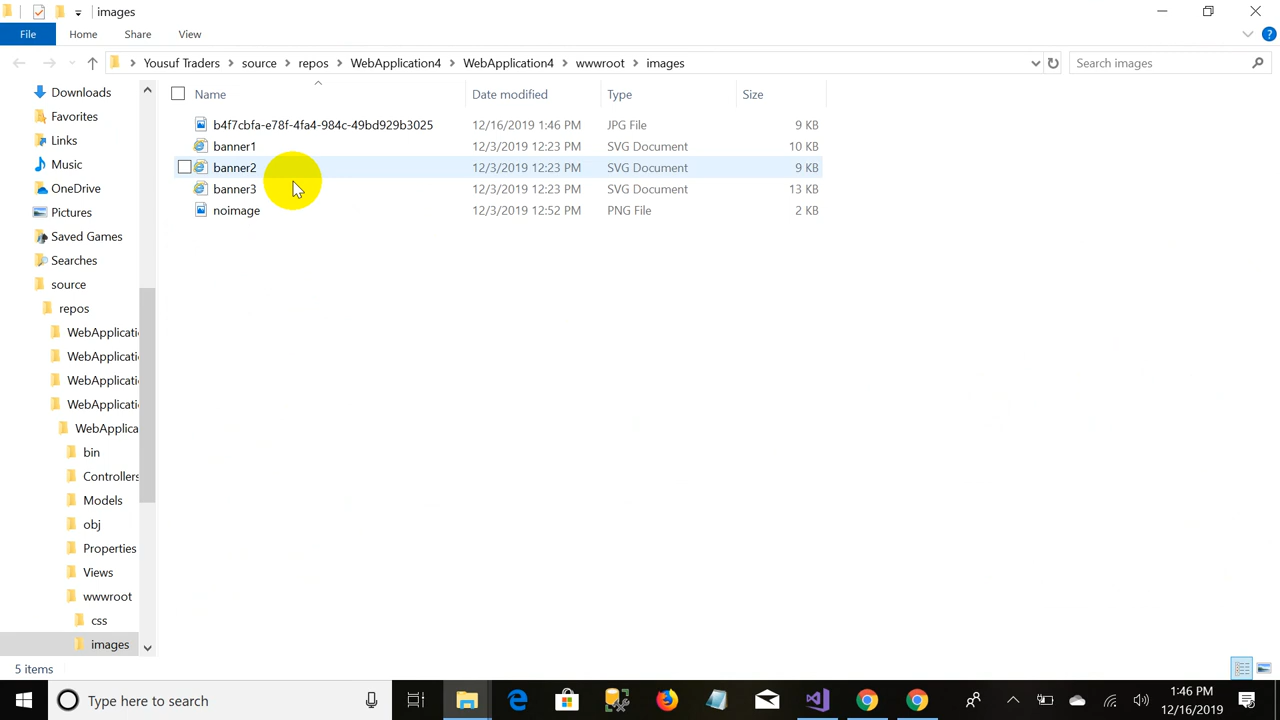 images
File Home Share View
Yousuf Traders source repos WebApplication4 WebApplication4 wwwroot images Search images
Name Date modified Type Size
b4f7cbfa-e78f-4fa4-984c-49bd929b3025 12/16/2019 1:46 PM JPG File 9 KB
banner1 12/3/2019 12:23 PM SVG Document 10 KB
banner2 12/3/2019 12:23 PM SVG Document 9 KB
banner3 12/3/2019 12:23 PM SVG Document 13 KB
noimage 12/3/2019 12:52 PM PNG File 2 KB
Downloads
Favorites
Links
Music
OneDrive
Pictures
Saved Games
Searches
source
repos
WebApplicati
WebApplicati
WebApplicati
WebApplicati
WebApplica
bin
Controllers
Models
obj
Properties
Views
wwwroot
css
images
5 items
Type here to search
1:46 PM
12/16/2019